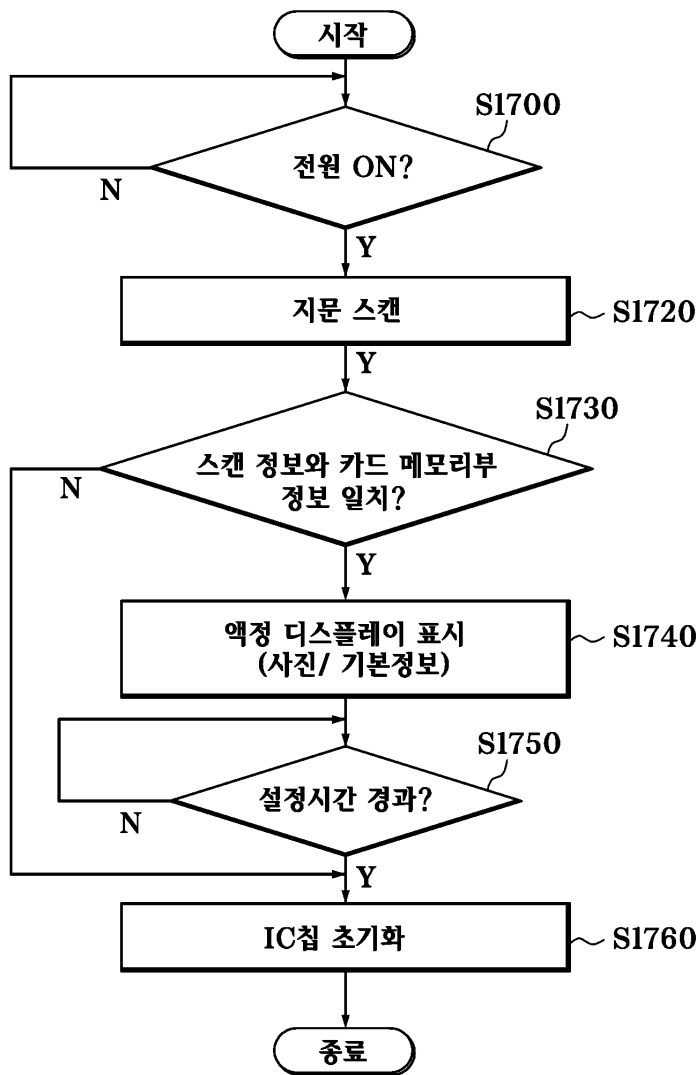 시작
S1700
전원 ON?
N
Y
지문 스캔
S1720
Y
S1730
스캔 정보와 카드 메모리부
정보 일치?
N
Y
액정 디스플레이 표시
(사진/ 기본정보)
S1740
S1750
설정시간 경과?
N
Y
IC칩 초기화
S1760
종료